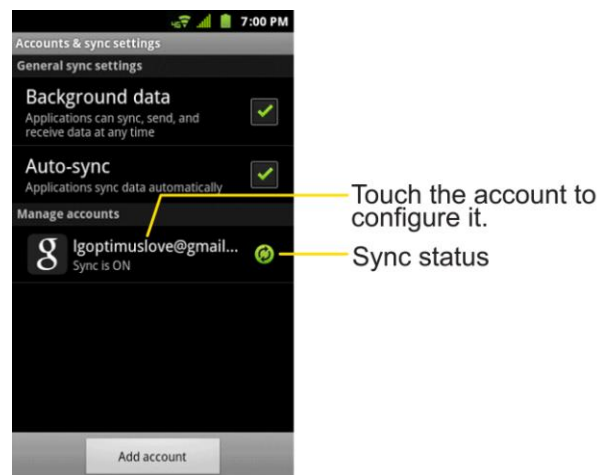 7:00 PM
Accounts & sync settings
General sync settings
Background data
Applications can sync, send, and
receive data at any time
Auto-sync
Applications sync data automatically
Manage accounts
Touch the account to
configure it.
g
lgoptimuslove@gmail...
Sync is ON
Sync status
Add account